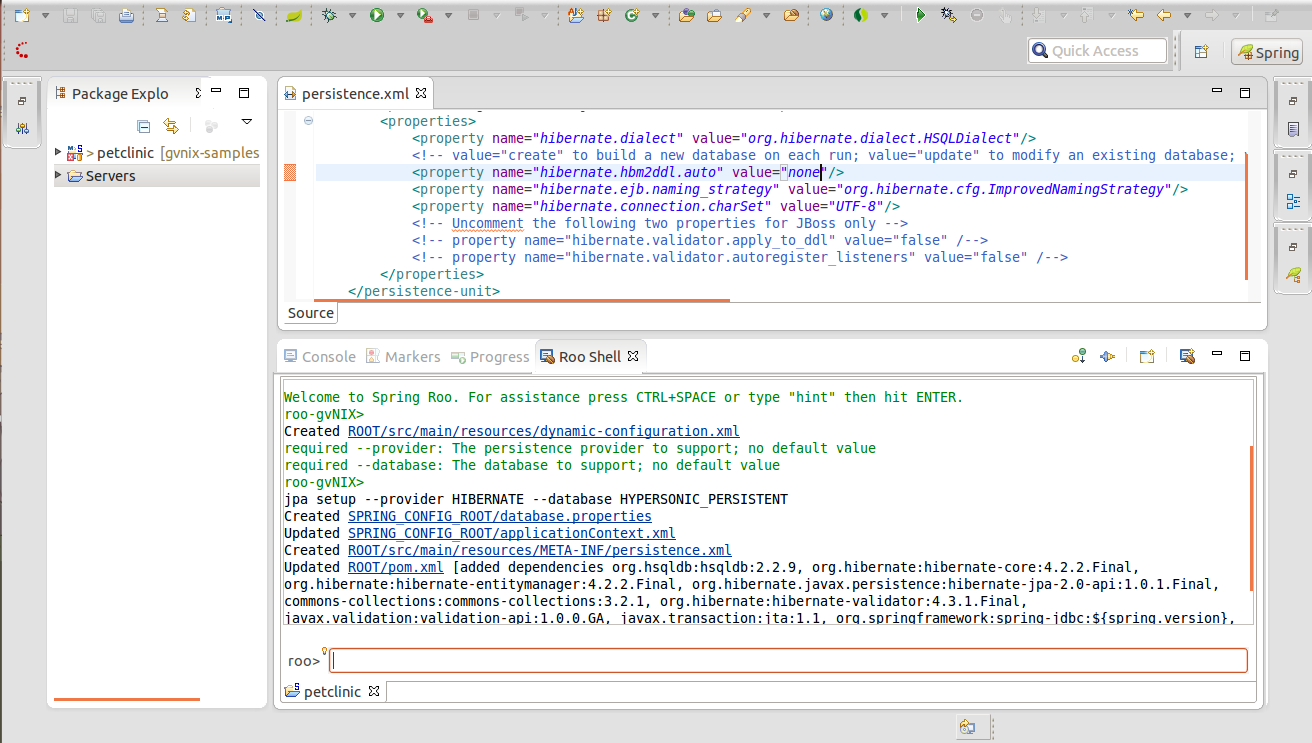 Quick Access
Spring
Package Explo
> petclinic [gvnix-samples
Servers
persistence.xml
<properties>
<property name="hibernate.dialect" value="org.hibernate.dialect.HSQLDialect"/>
<!-- value="create" to build a new database on each run; value="update" to modify an existing database;
<property name="hibernate.hbm2ddl.auto" value="none"/>
<property name="hibernate.ejb.naming_strategy" value="org.hibernate.cfg.ImprovedNamingStrategy"/>
<property name="hibernate.connection.charSet" value="UTF-8"/>
<!-- Uncomment the following two properties for JBoss only -->
<!-- property name="hibernate.validator.apply_to_ddl" value="false" /-->
<!-- property name="hibernate.validator.autoregister_listeners" value="false" /-->
</properties>
</persistence-unit>
Source
Console Markers Progress Roo Shell
Welcome to Spring Roo. For assistance press CTRL+SPACE or type "hint" then hit ENTER.
roo-gvNIX>
Created ROOT/src/main/resources/dynamic-configuration.xml
required --provider: The persistence provider to support; no default value
required --database: The database to support; no default value
roo-gvNIX>
jpa setup --provider HIBERNATE --database HYPERSONIC_PERSISTENT
Created SPRING_CONFIG_ROOT/database.properties
Updated SPRING_CONFIG_ROOT/applicationContext.xml
Created ROOT/src/main/resources/META-INF/persistence.xml
Updated ROOT/pom.xml [added dependencies org.hsqldb:hsqldb:2.2.9, org.hibernate:hibernate-core:4.2.2.Final,
org.hibernate:hibernate-entitymanager:4.2.2.Final, org.hibernate.javax.persistence:hibernate-jpa-2.0-api:1.0.1.Final,
commons-collections:commons-collections:3.2.1, org.hibernate:hibernate-validator:4.3.1.Final,
javax.validation:validation-api:1.0.0.GA, javax.transaction:jta:1.1, org.springframework:spring-jdbc:${spring.version},
roo>
petclinic